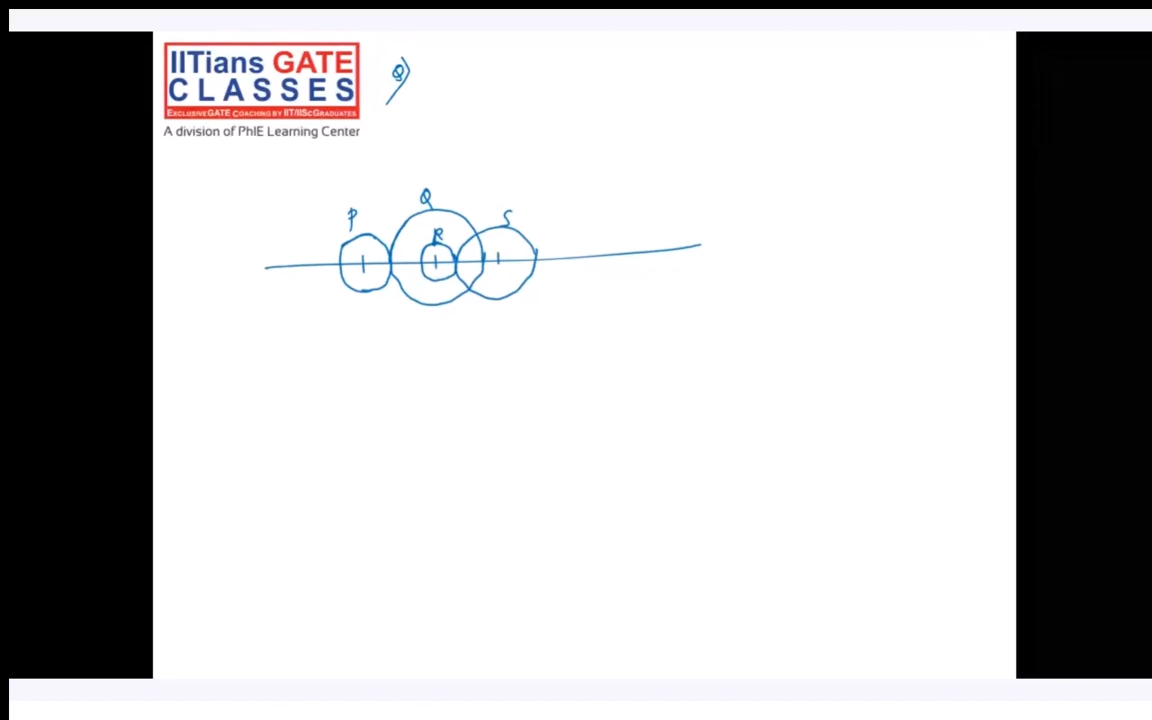 IITians GATE
CLASSES
EXCLUSIVE GATE COACHING BY IIT/IISc GRADUATES
A division of PhIE Learning Center
Q)
P
Q
R
S